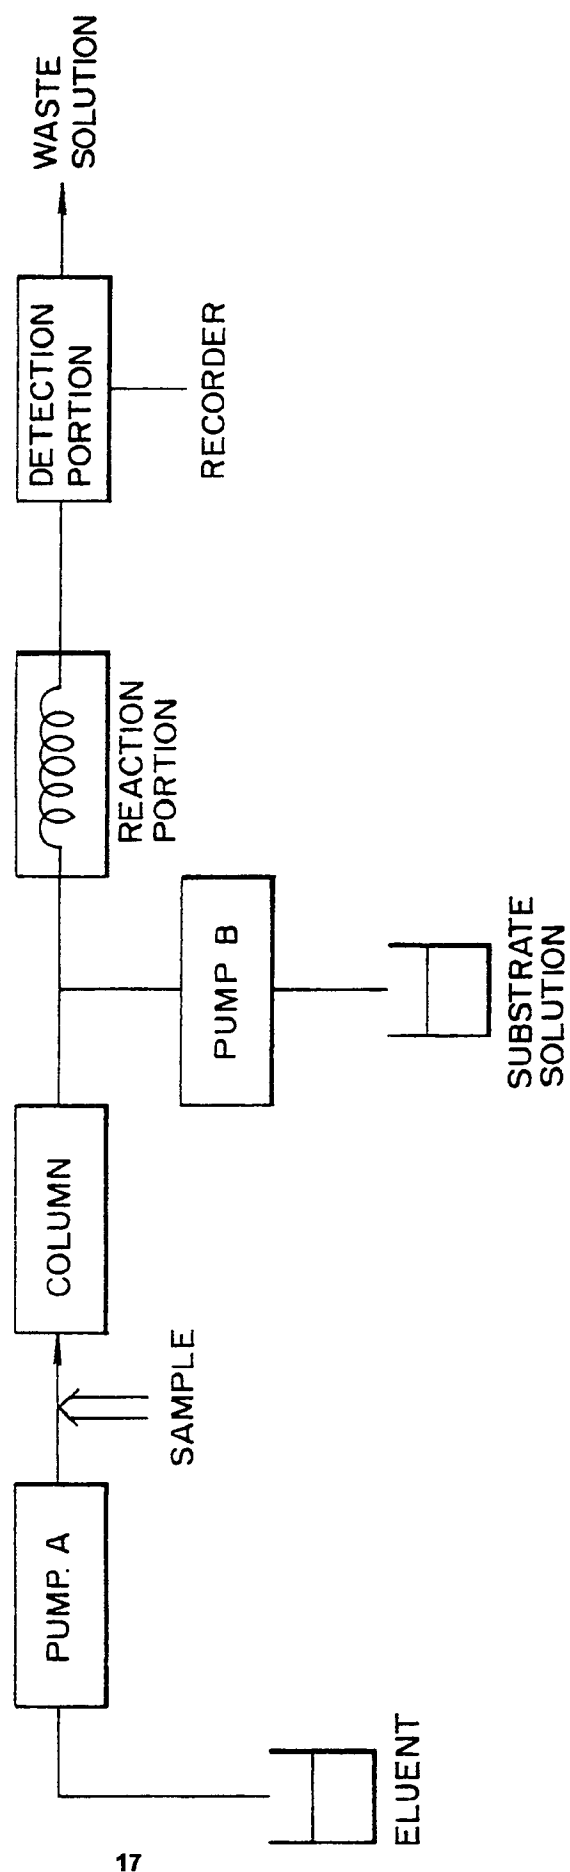 ELUENT
PUMP. A
SAMPLE
COLUMN
PUMP B
SUBSTRATE
SOLUTION
REACTION
PORTION
DETECTION
PORTION
RECORDER
WASTE
SOLUTION
17